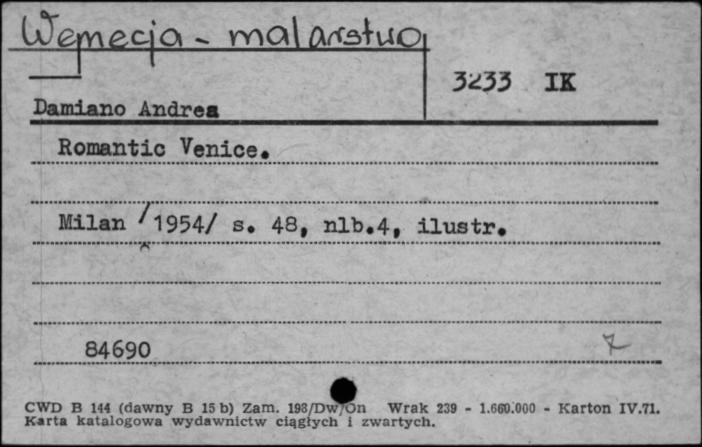 Wenecja - malarstwo
3233 IK
Damiano Andrea
Romantic Venice.
Milan /1954/ s. 48, nlb.4, ilustr.
84690
CWD B 144 (dawny B 15 b) Zam. 198/Dw/On Wrak 239 - 1.660.000 - Karton IV.71.
Karta katalogowa wydawnictw ciągłych i zwartych.